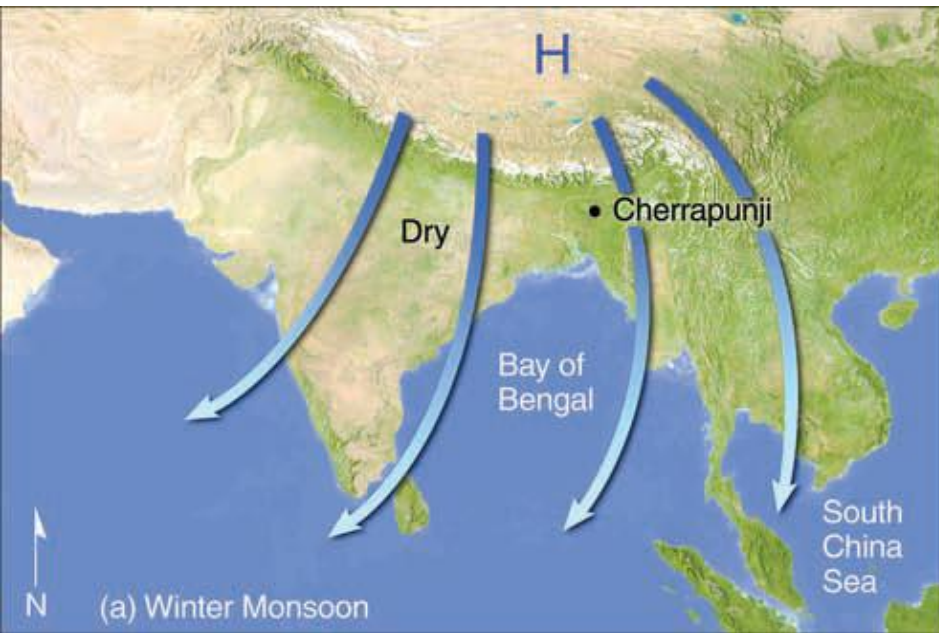 H
Cherrapunji
Dry
Bay of
Bengal
South
China
Sea
N
(a) Winter Monsoon